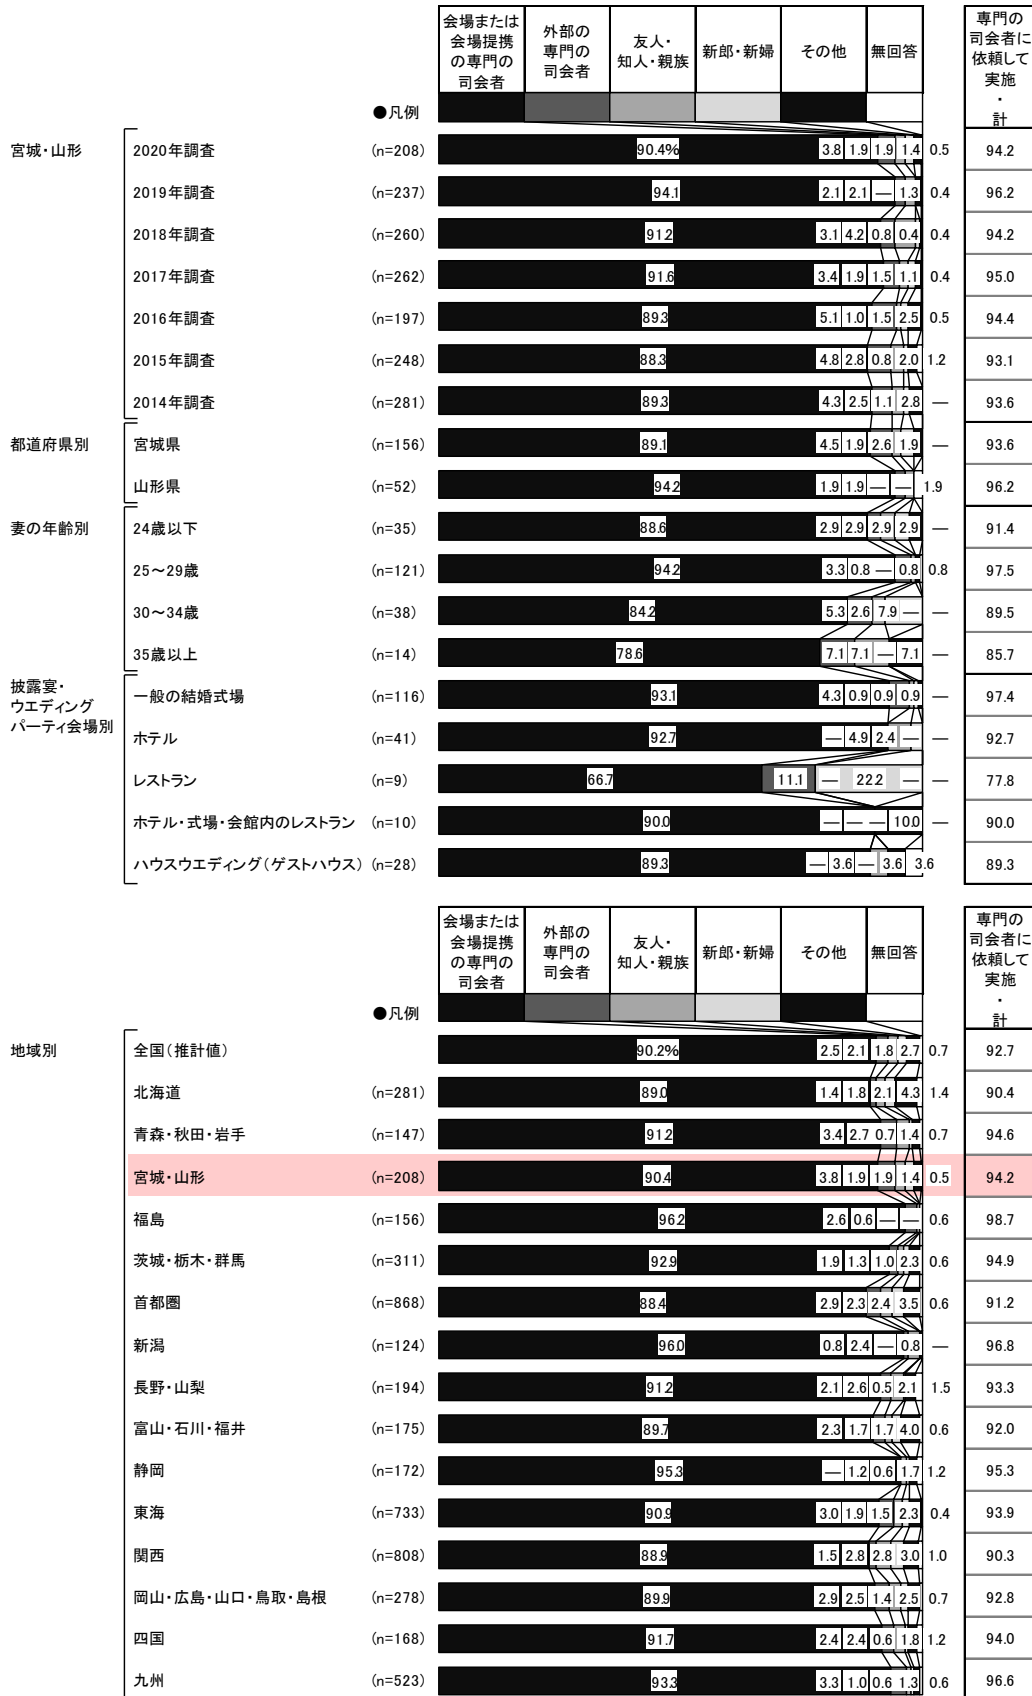 会場または
会場提携
の専門の
司会者
外部の
専門の
司会者
友人・
知人・親族
新郎・新婦
その他
無回答
専門の
司会者に
依頼して
実施
・
計
●凡例
宮城・山形 2020年調査 (n=208) 90.4% 3.8 1.9 1.9 1.4 0.5 94.2
2019年調査 (n=237) 94.1 2.1 2.1 — 1.3 0.4 96.2
2018年調査 (n=260) 91.2 3.1 4.2 0.8 0.4 0.4 94.2
2017年調査 (n=262) 91.6 3.4 1.9 1.5 1.1 0.4 95.0
2016年調査 (n=197) 89.3 5.1 1.0 1.5 2.5 0.5 94.4
2015年調査 (n=248) 88.3 4.8 2.8 0.8 2.0 1.2 93.1
2014年調査 (n=281) 89.3 4.3 2.5 1.1 2.8 — 93.6
都道府県別 宮城県 (n=156) 89.1 4.5 1.9 2.6 1.9 — 93.6
山形県 (n=52) 94.2 1.9 1.9 — — 1.9 96.2
妻の年齢別 24歳以下 (n=35) 88.6 2.9 2.9 2.9 2.9 — 91.4
25～29歳 (n=121) 94.2 3.3 0.8 — 0.8 0.8 97.5
30～34歳 (n=38) 84.2 5.3 2.6 7.9 — — 89.5
35歳以上 (n=14) 78.6 7.1 7.1 — 7.1 — 85.7
披露宴・
ウエディング
パーティ会場別
一般の結婚式場 (n=116) 93.1 4.3 0.9 0.9 0.9 — 97.4
ホテル (n=41) 92.7 — 4.9 2.4 — — 92.7
レストラン (n=9) 66.7 11.1 — 22.2 — — 77.8
ホテル・式場・会館内のレストラン (n=10) 90.0 — — — 10.0 — 90.0
ハウスウエディング(ゲストハウス) (n=28) 89.3 — 3.6 — 3.6 3.6 89.3
会場または
会場提携
の専門の
司会者
外部の
専門の
司会者
友人・
知人・親族
新郎・新婦
その他
無回答
専門の
司会者に
依頼して
実施
・
計
●凡例
地域別 全国(推計値) 90.2% 2.5 2.1 1.8 2.7 0.7 92.7
北海道 (n=281) 89.0 1.4 1.8 2.1 4.3 1.4 90.4
青森・秋田・岩手 (n=147) 91.2 3.4 2.7 0.7 1.4 0.7 94.6
宮城・山形 (n=208) 90.4 3.8 1.9 1.9 1.4 0.5 94.2
福島 (n=156) 96.2 2.6 0.6 — — 0.6 98.7
茨城・栃木・群馬 (n=311) 92.9 1.9 1.3 1.0 2.3 0.6 94.9
首都圏 (n=868) 88.4 2.9 2.3 2.4 3.5 0.6 91.2
新潟 (n=124) 96.0 0.8 2.4 — 0.8 — 96.8
長野・山梨 (n=194) 91.2 2.1 2.6 0.5 2.1 1.5 93.3
富山・石川・福井 (n=175) 89.7 2.3 1.7 1.7 4.0 0.6 92.0
静岡 (n=172) 95.3 — 1.2 0.6 1.7 1.2 95.3
東海 (n=733) 90.9 3.0 1.9 1.5 2.3 0.4 93.9
関西 (n=808) 88.9 1.5 2.8 2.8 3.0 1.0 90.3
岡山・広島・山口・鳥取・島根 (n=278) 89.9 2.9 2.5 1.4 2.5 0.7 92.8
四国 (n=168) 91.7 2.4 2.4 0.6 1.8 1.2 94.0
九州 (n=523) 93.3 3.3 1.0 0.6 1.3 0.6 96.6